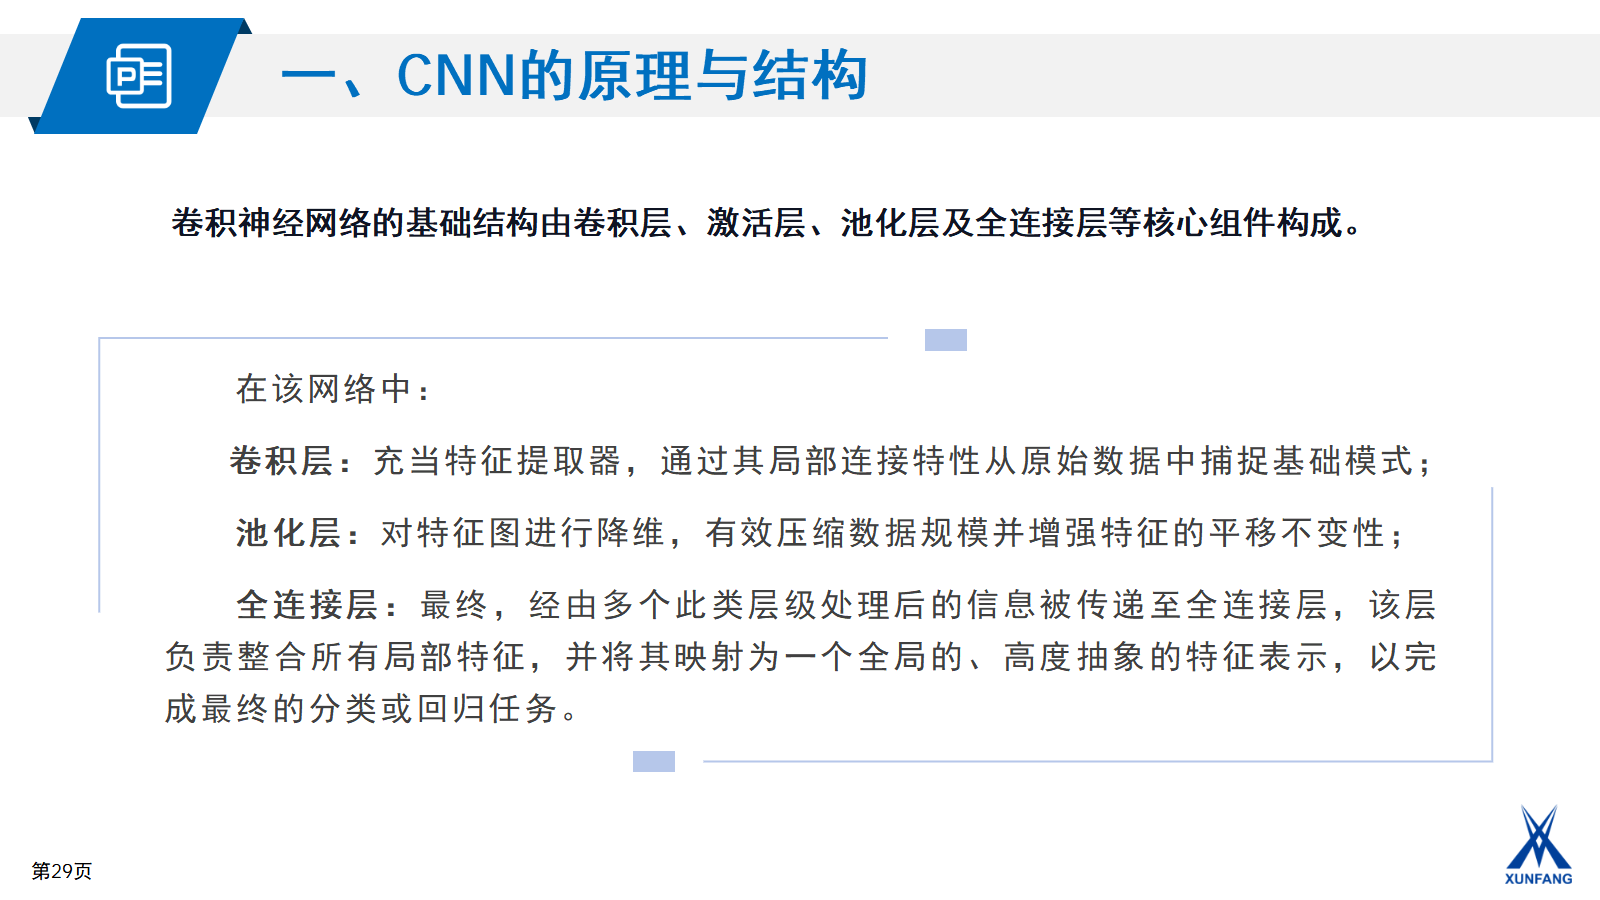 一、CNN的原理与结构
卷积神经网络的基础结构由卷积层、激活层、池化层及全连接层等核心组件构成。
在该网络中：
卷积层：充当特征提取器，通过其局部连接特性从原始数据中捕捉基础模式；
池化层：对特征图进行降维，有效压缩数据规模并增强特征的平移不变性；
全连接层：最终，经由多个此类层级处理后的信息被传递至全连接层，该层
负责整合所有局部特征，并将其映射为一个全局的、高度抽象的特征表示，以完
成最终的分类或回归任务。
第29页
XUNFANG